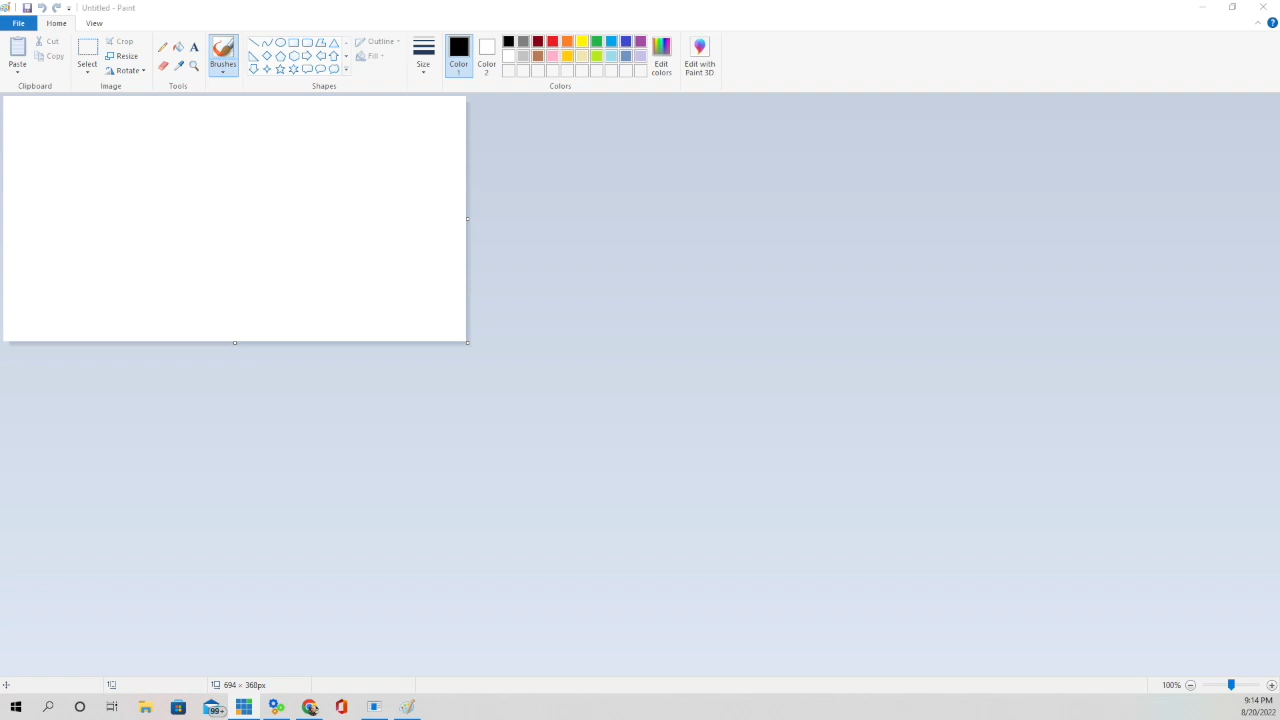 Untitled - Paint
File Home View
Paste Cut Copy Select Crop Resize Rotate A Brushes Outline Fill Size Color 1 Color 2 Edit colors Edit with Paint 3D
Clipboard Image Tools Shapes Colors
694 × 368px 100%
99+ 9:14 PM
8/20/2022